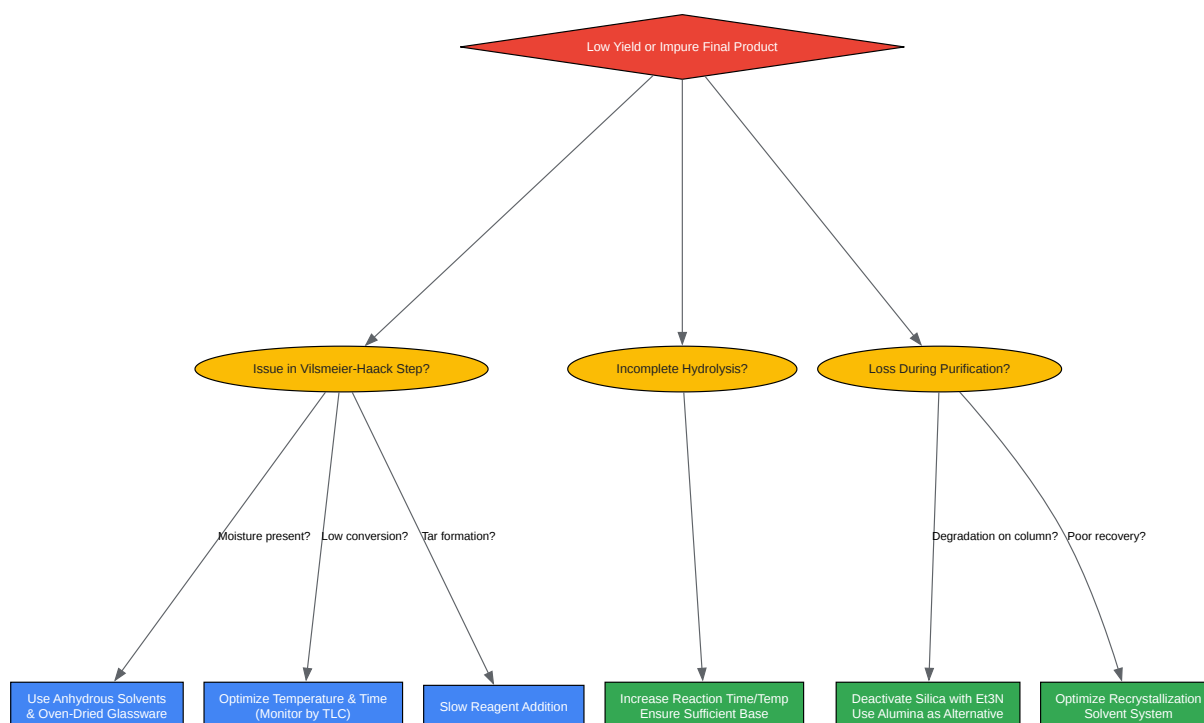 Low Yield or Impure Final Product
Issue in Vilsmeier-Haack Step?
Incomplete Hydrolysis?
Loss During Purification?
Moisture present?
Low conversion?
Tar formation?
Degradation on column?
Poor recovery?
Use Anhydrous Solvents
& Oven-Dried Glassware
Optimize Temperature & Time
(Monitor by TLC)
Slow Reagent Addition
Increase Reaction Time/Temp
Ensure Sufficient Base
Deactivate Silica with Et3N
Use Alumina as Alternative
Optimize Recrystallization
Solvent System